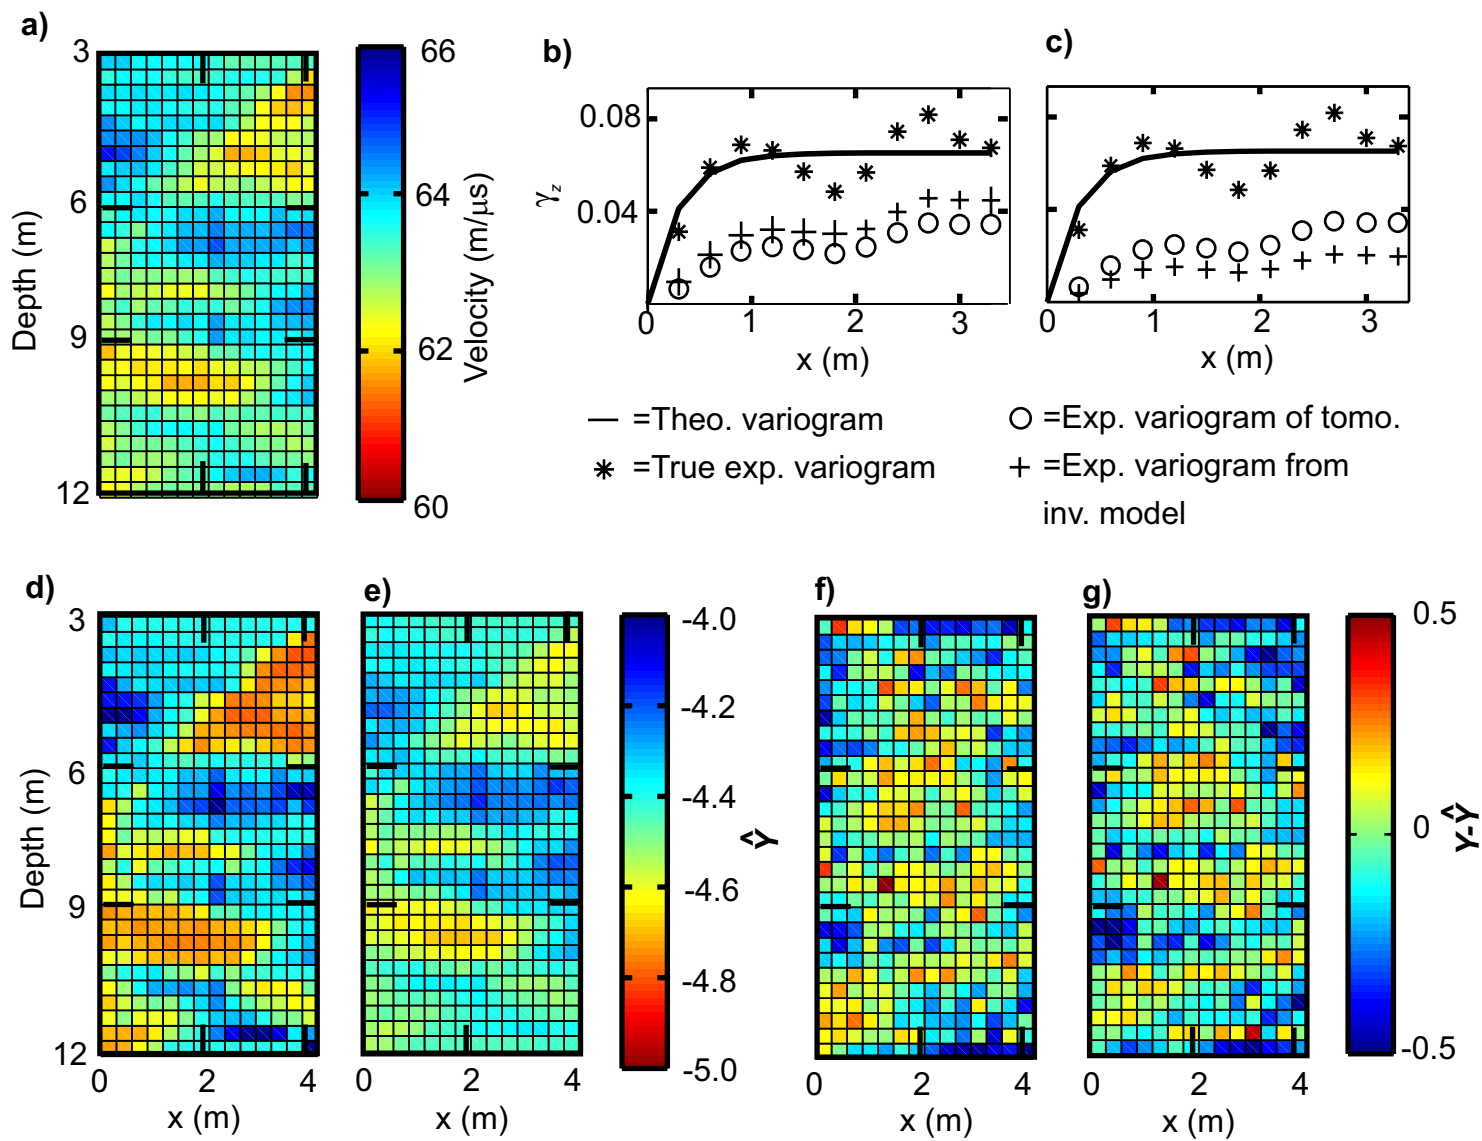 a)
3
6
9
12
Depth (m)
66
64
62
60
Velocity (m/μs)
b)
0.08
0.04
γz
0 1 2 3
x (m)
c)
0 1 2 3
x (m)
=Theo. variogram
=True exp. variogram
=Exp. variogram of tomo.
=Exp. variogram from
inv. model
d)
3
6
9
12
Depth (m)
0 2 4
x (m)
e)
0 2 4
x (m)
-4.0
-4.2
-4.4
-4.6
-4.8
-5.0
Ŷ
f)
0 2 4
x (m)
g)
0 2 4
x (m)
0.5
0
-0.5
Y-Ŷ